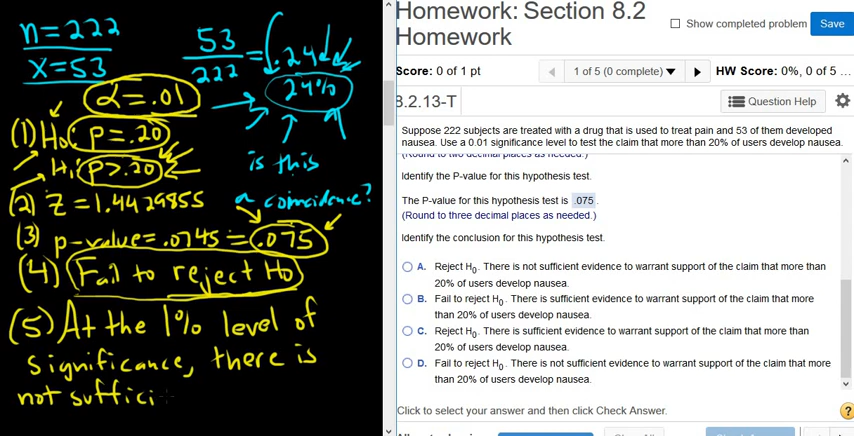 n=222
x=53
53/222 = .24
24%
is this
a coincidence?
α=.01
(1) H₀: p=.20
H₁: p>.20
(2) Z=1.4429855
(3) p-value=.0745=.075
(4) Fail to reject H₀
(5) At the 1% level of
significance, there is
not suffici
Homework: Section 8.2
Homework
Show completed problem
Save
Score: 0 of 1 pt
1 of 5 (0 complete)
HW Score: 0%, 0 of 5 ...
8.2.13-T
Question Help
Suppose 222 subjects are treated with a drug that is used to treat pain and 53 of them developed
nausea. Use a 0.01 significance level to test the claim that more than 20% of users develop nausea.
(Round to two decimal places as needed.)
Identify the P-value for this hypothesis test.
The P-value for this hypothesis test is .075.
(Round to three decimal places as needed.)
Identify the conclusion for this hypothesis test.
A. Reject H₀. There is not sufficient evidence to warrant support of the claim that more than
20% of users develop nausea.
B. Fail to reject H₀. There is sufficient evidence to warrant support of the claim that more
than 20% of users develop nausea.
C. Reject H₀. There is sufficient evidence to warrant support of the claim that more than
20% of users develop nausea.
D. Fail to reject H₀. There is not sufficient evidence to warrant support of the claim that more
than 20% of users develop nausea.
Click to select your answer and then click Check Answer.
?